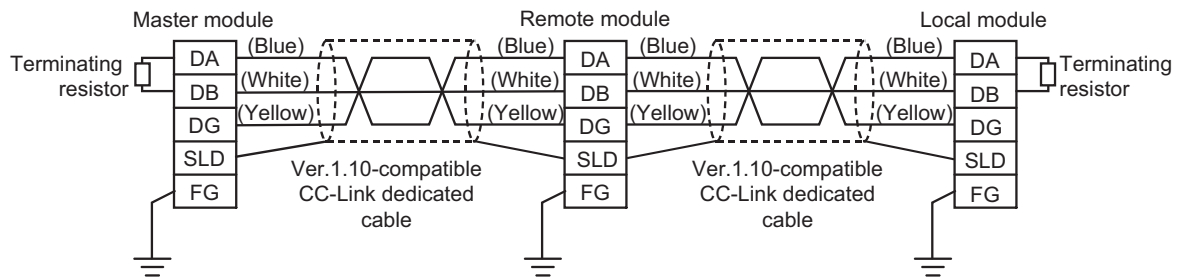 Master module
Remote module
Local module
Terminating
resistor
DA
DB
DG
SLD
FG
(Blue)
(White)
(Yellow)
(Blue)
(White)
(Yellow)
Ver.1.10-compatible
CC-Link dedicated
cable
DA
DB
DG
SLD
FG
(Blue)
(White)
(Yellow)
(Blue)
(White)
(Yellow)
Ver.1.10-compatible
CC-Link dedicated
cable
DA
DB
DG
SLD
FG
Terminating
resistor